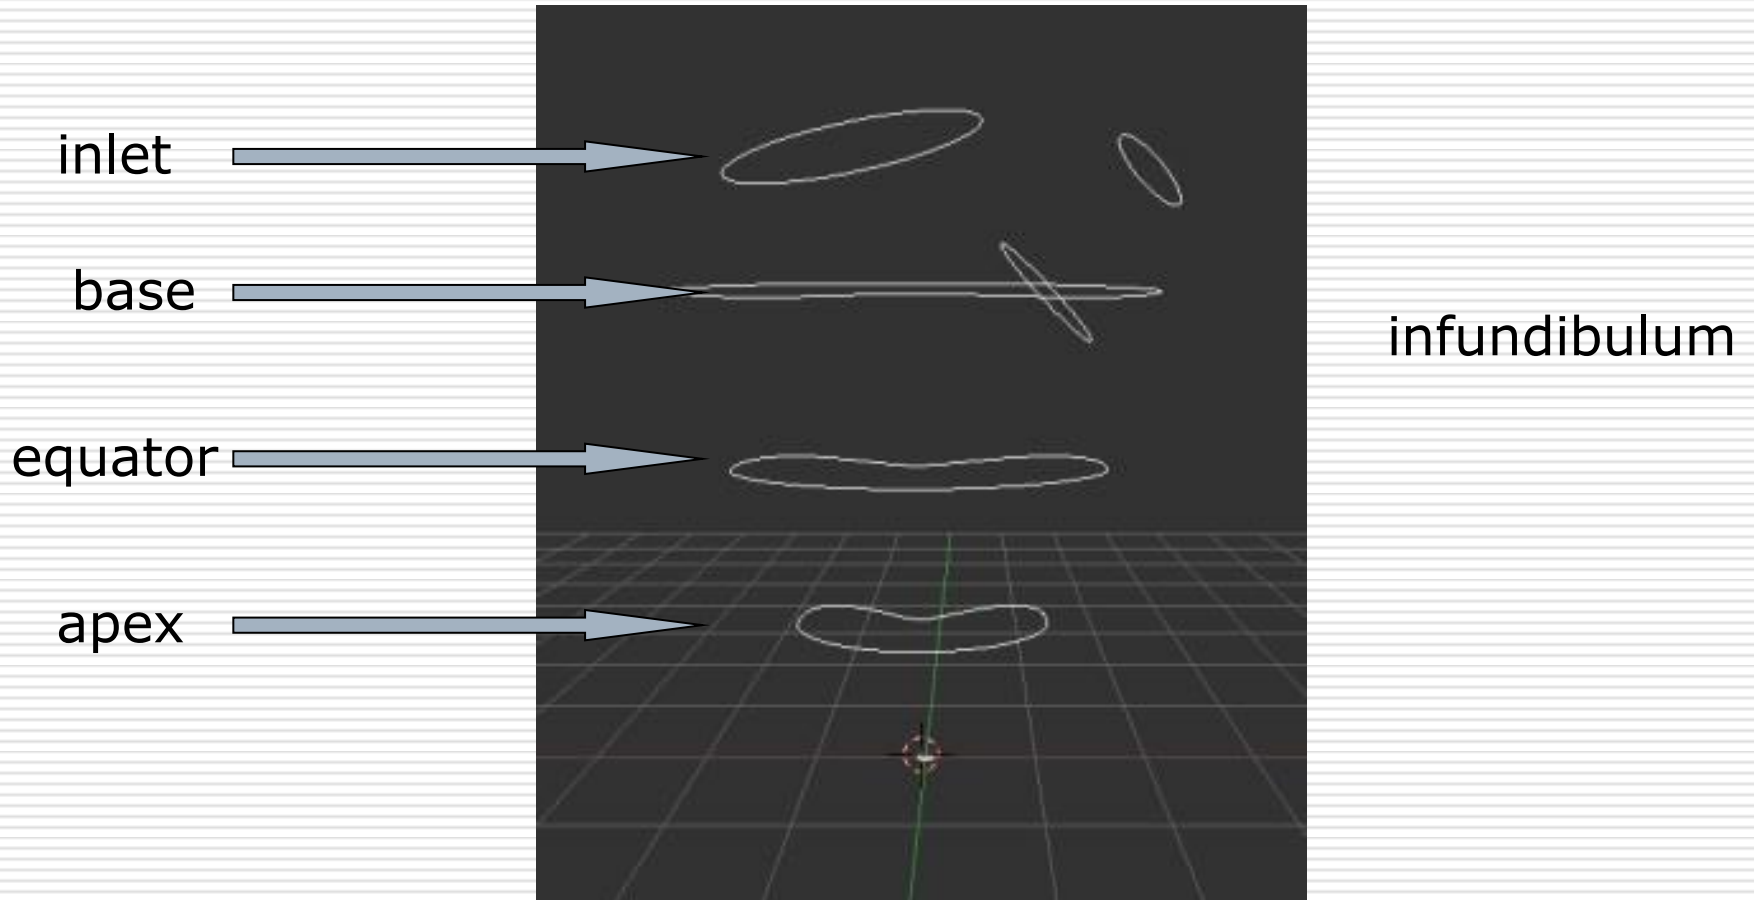 inlet
base
infundibulum
equator
apex